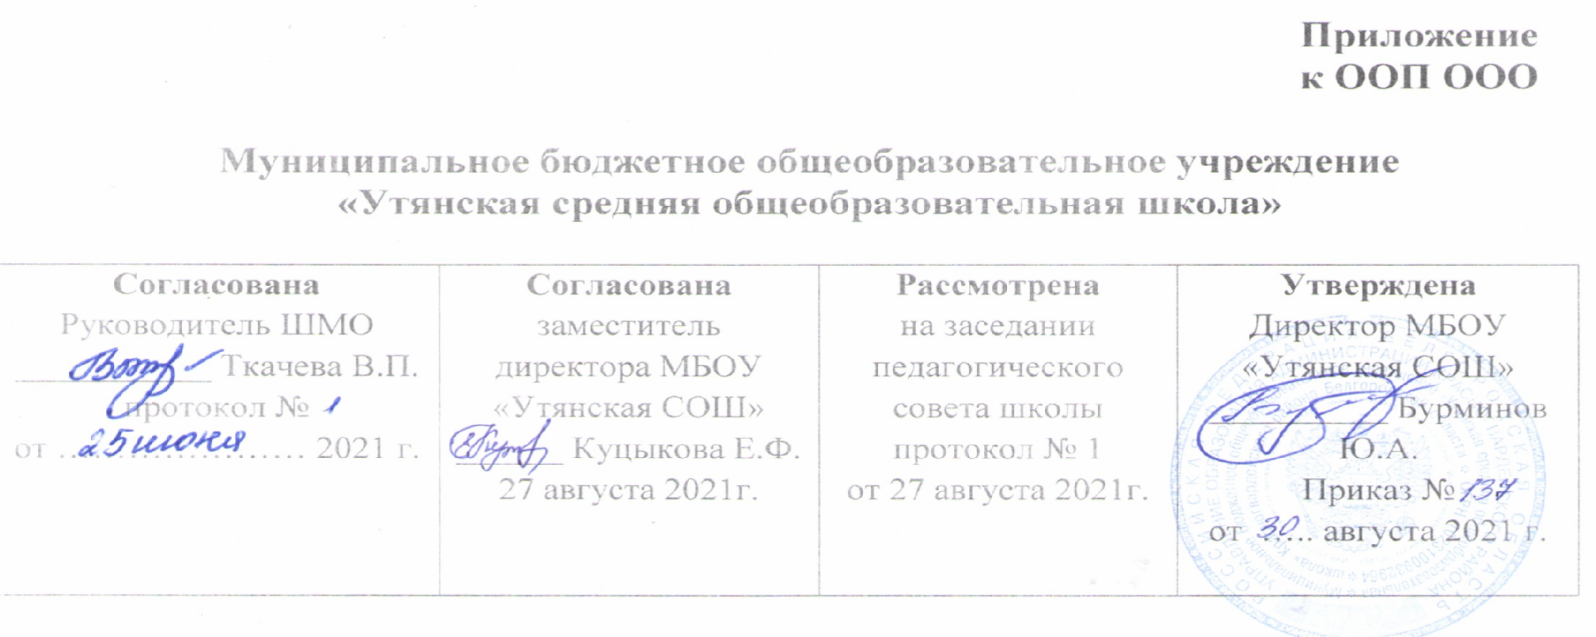 Приложение
к ООП ООО
Муниципальное бюджетное общеобразовательное учреждение
«Утянская средняя общеобразовательная школа»
Согласована
Руководитель ШМО
Ткачева В.П.
протокол № 1
от 25 июня 2021 г.
Согласована
заместитель
директора МБОУ
«Утянская СОШ»
Куцыкова Е.Ф.
27 августа 2021г.
Рассмотрена
на заседании
педагогического
совета школы
протокол № 1
от 27 августа 2021г.
Утверждена
Директор МБОУ
«Утянская СОШ»
Бурминов
Ю.А.
Приказ № 137
от 30 августа 2021 г.